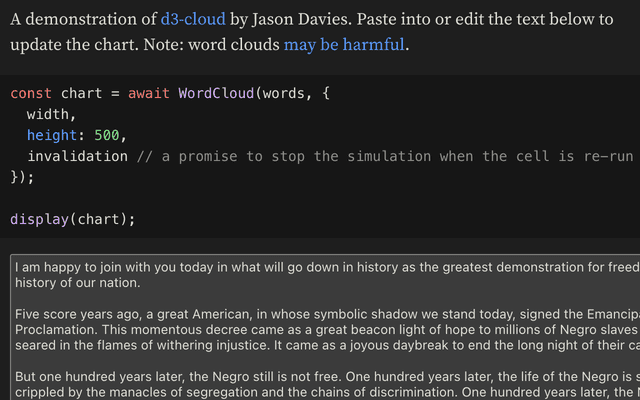 A demonstration of d3-cloud by Jason Davies. Paste into or edit the text below to
update the chart. Note: word clouds may be harmful.
const chart = await WordCloud(words, {
  width,
  height: 500,
  invalidation // a promise to stop the simulation when the cell is re-run
});
display(chart);
I am happy to join with you today in what will go down in history as the greatest demonstration for freed
history of our nation.
Five score years ago, a great American, in whose symbolic shadow we stand today, signed the Emancipa
Proclamation. This momentous decree came as a great beacon light of hope to millions of Negro slaves
seared in the flames of withering injustice. It came as a joyous daybreak to end the long night of their ca
But one hundred years later, the Negro still is not free. One hundred years later, the life of the Negro is s
crippled by the manacles of segregation and the chains of discrimination. One hundred years later, the N